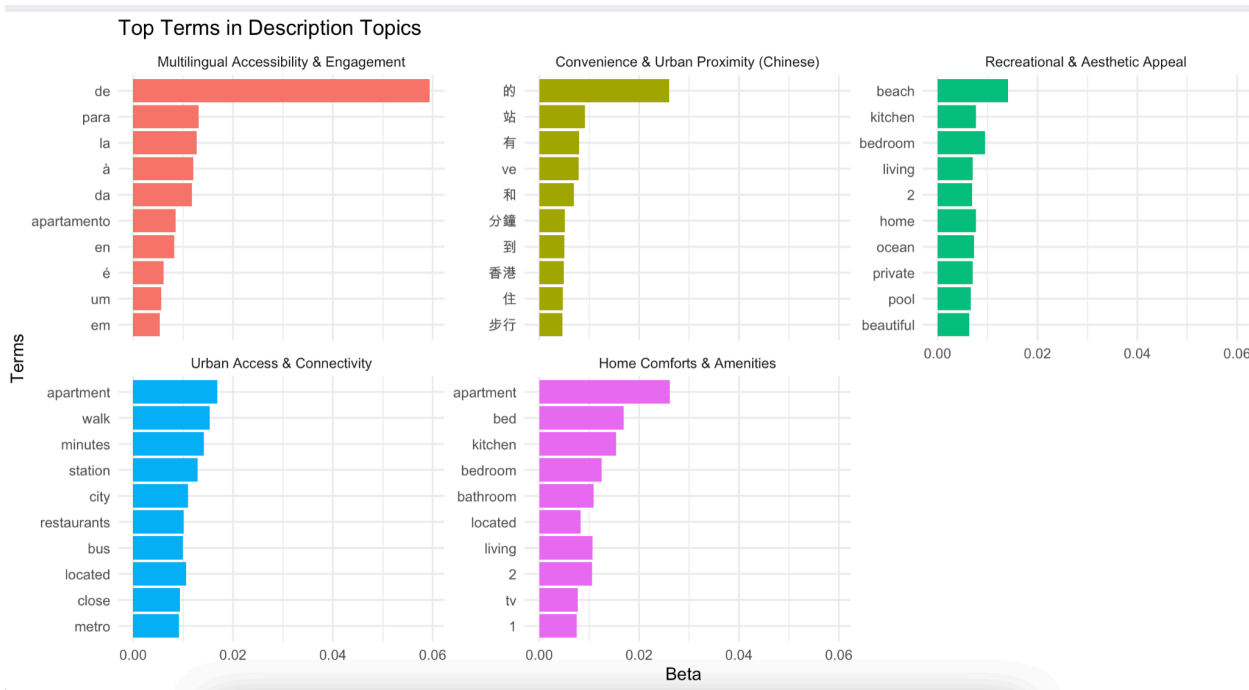 Top Terms in Description Topics
Multilingual Accessibility & Engagement
de
para
la
à
da
apartamento
en
é
um
em
Convenience & Urban Proximity (Chinese)
的
站
有
ve
和
分鐘
到
香港
住
步行
Recreational & Aesthetic Appeal
beach
kitchen
bedroom
living
2
home
ocean
private
pool
beautiful
0.00 0.02 0.04 0.06
Terms
Urban Access & Connectivity
apartment
walk
minutes
station
city
restaurants
bus
located
close
metro
0.00 0.02 0.04 0.06
Home Comforts & Amenities
apartment
bed
kitchen
bedroom
bathroom
located
living
2
tv
1
0.00 0.02 0.04 0.06
Beta